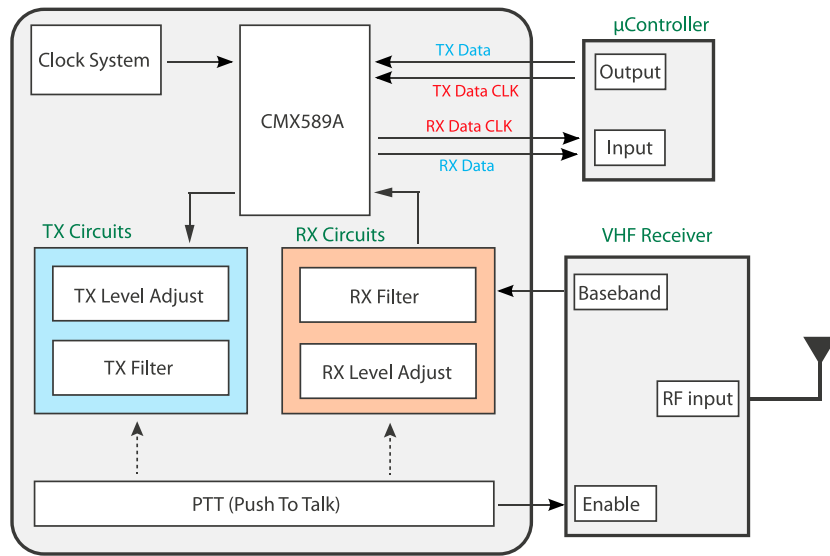 µController
Clock System
TX Data
Output
TX Data CLK
CMX589A
RX Data CLK
Input
RX Data
TX Circuits
RX Circuits
VHF Receiver
TX Level Adjust
RX Filter
Baseband
TX Filter
RX Level Adjust
RF input
PTT (Push To Talk)
Enable